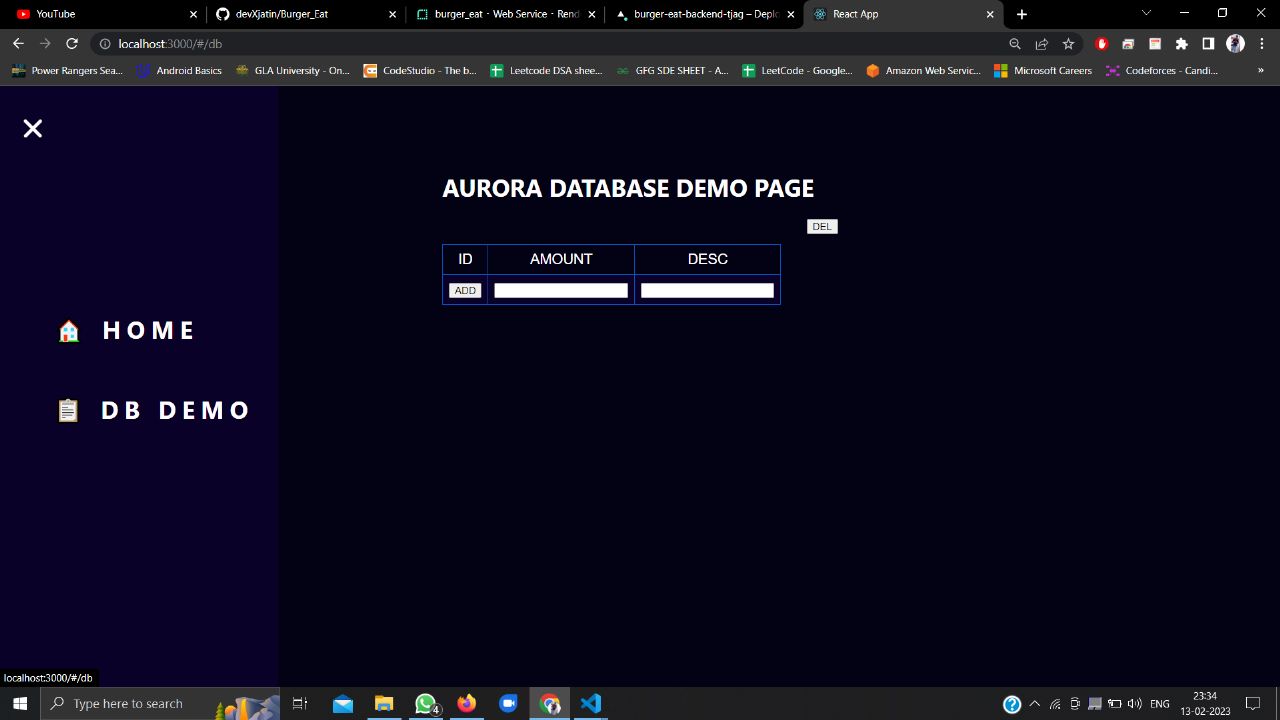 YouTube
devXjatin/Burger_Eat
burger_eat · Web Service · Rend
burger-eat-backend-tjag – Deplo
React App
localhost:3000/#/db
Power Rangers Sea...
Android Basics
GLA University - On...
CodeStudio - The b...
Leetcode DSA Shee...
GFG SDE SHEET - A...
LeetCode - Google...
Amazon Web Servic...
Microsoft Careers
Codeforces - Candi...
»
AURORA DATABASE DEMO PAGE
DEL
ID AMOUNT DESC
ADD
HOME
DB DEMO
localhost:3000/#/db
Type here to search
4
ENG
23:34
13-02-2023